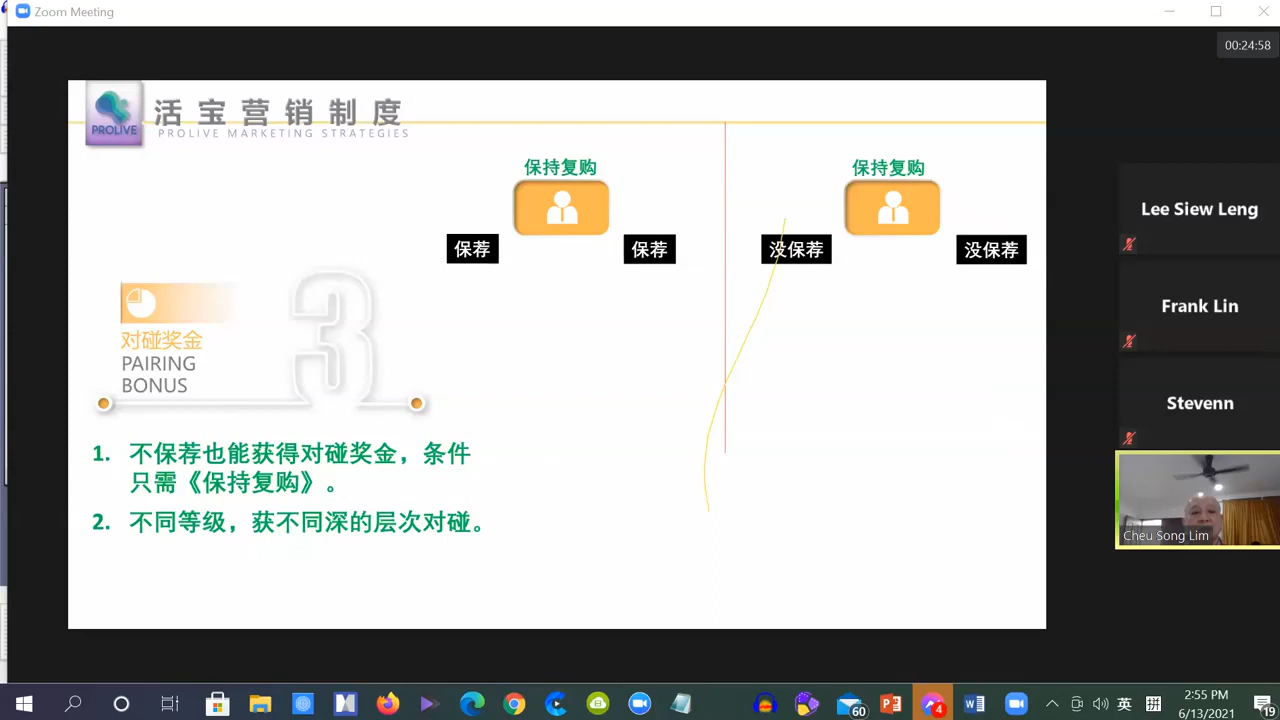 Zoom Meeting
00:24:58
活宝营销制度
PROLIVE
PROLIVE MARKETING STRATEGIES
保持复购
保持复购
保荐
保荐
没保荐
没保荐
3
对碰奖金
PAIRING
BONUS
1. 不保荐也能获得对碰奖金，条件
只需《保持复购》。
2. 不同等级，获不同深的层次对碰。
Lee Siew Leng
Frank Lin
Stevenn
Cheu Song Lim
60
4
英
拼
2:55 PM
6/13/2021
19